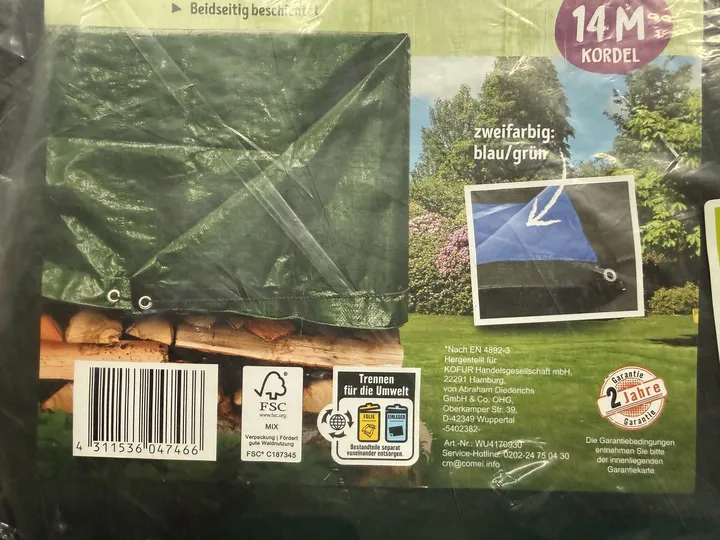 ► Beidseitig beschichtet
14 M
KORDEL
zweifarbig:
blau/grün
*Nach EN 4892-3
Hergestellt für
KOFUR Handelsgesellschaft mbH,
22291 Hamburg,
von Abraham Diederichs
GmbH & Co. OHG,
Oberkamper Str. 39,
D-42349 Wuppertal
-5402382-
Art.-Nr.: WU4170930
Service-Hotline: 0202-24 75 04 30
cm@comei.info
Garantie
2 Jahre
Garantie
Die Garantiebedingungen
entnehmen Sie bitte
der innenliegenden
Garantiekarte
4 311536 047466
FSC
www.fsc.org
MIX
Verpackung | Fördert
gute Waldnutzung
FSC® C187345
Trennen
für die Umwelt
FOLIE
EINLEGER
Bestandteile separat
voneinander entsorgen.